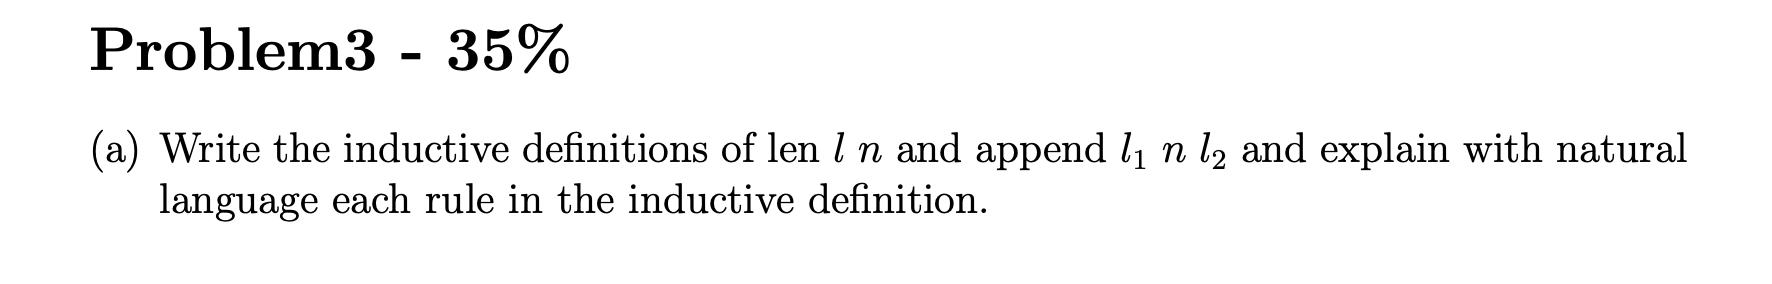 Problem3 - 35%
(a) Write the inductive definitions of len l n and append l₁ n l₂ and explain with natural
language each rule in the inductive definition.